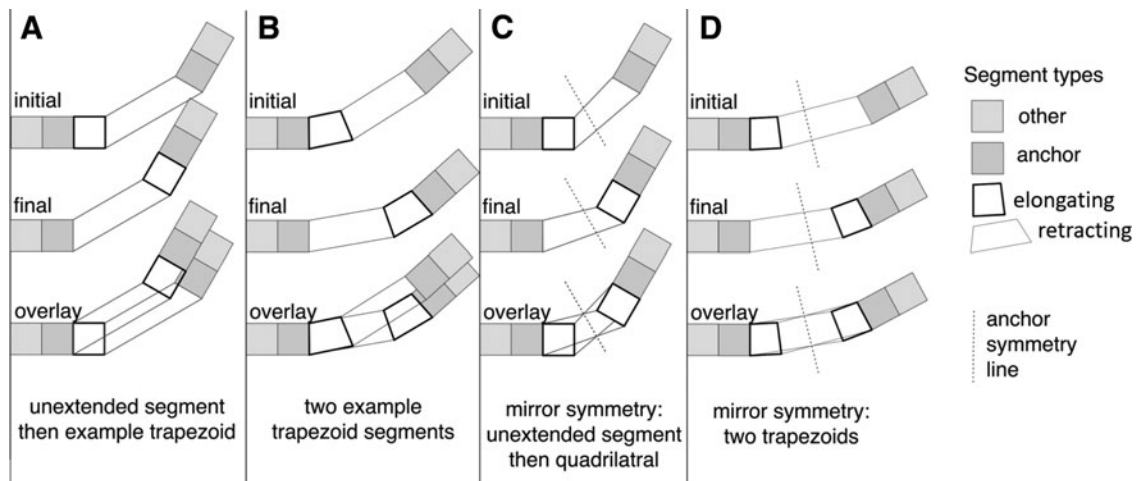 A
initial
final
overlay
unextended segment
then example trapezoid
B
initial
final
overlay
two example
trapezoid segments
C
initial
final
overlay
mirror symmetry:
unextended segment
then quadrilatral
D
initial
final
overlay
mirror symmetry:
two trapezoids
Segment types
other
anchor
elongating
retracting
anchor
symmetry
line